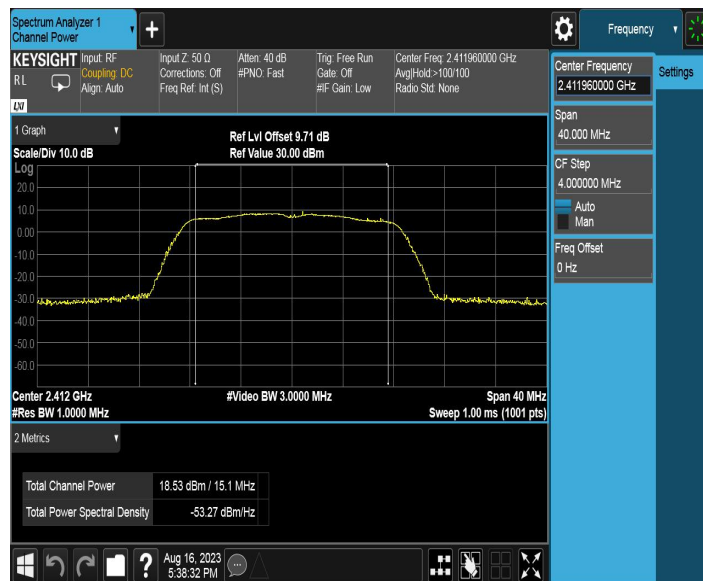 Spectrum Analyzer 1
Channel Power
+
Frequency
KEYSIGHT
RL
LXI
Input: RF
Coupling: DC
Align: Auto
Input Z: 50 Ω
Corrections: Off
Freq Ref: Int (S)
Atten: 40 dB
#PNO: Fast
Trig: Free Run
Gate: Off
#IF Gain: Low
Center Freq: 2.411960000 GHz
Avg|Hold:>100/100
Radio Std: None
Center Frequency
2.411960000 GHz
Settings
Span
40.000 MHz
CF Step
4.000000 MHz
Auto
Man
Freq Offset
0 Hz
1 Graph
Scale/Div 10.0 dB
Ref Lvl Offset 9.71 dB
Ref Value 30.00 dBm
Log
20.0
10.0
0.00
-10.0
-20.0
-30.0
-40.0
-50.0
-60.0
Center 2.412 GHz
#Video BW 3.0000 MHz
Span 40 MHz
#Res BW 1.0000 MHz
Sweep 1.00 ms (1001 pts)
2 Metrics
Total Channel Power 18.53 dBm / 15.1 MHz
Total Power Spectral Density -53.27 dBm/Hz
?
Aug 16, 2023
5:38:32 PM